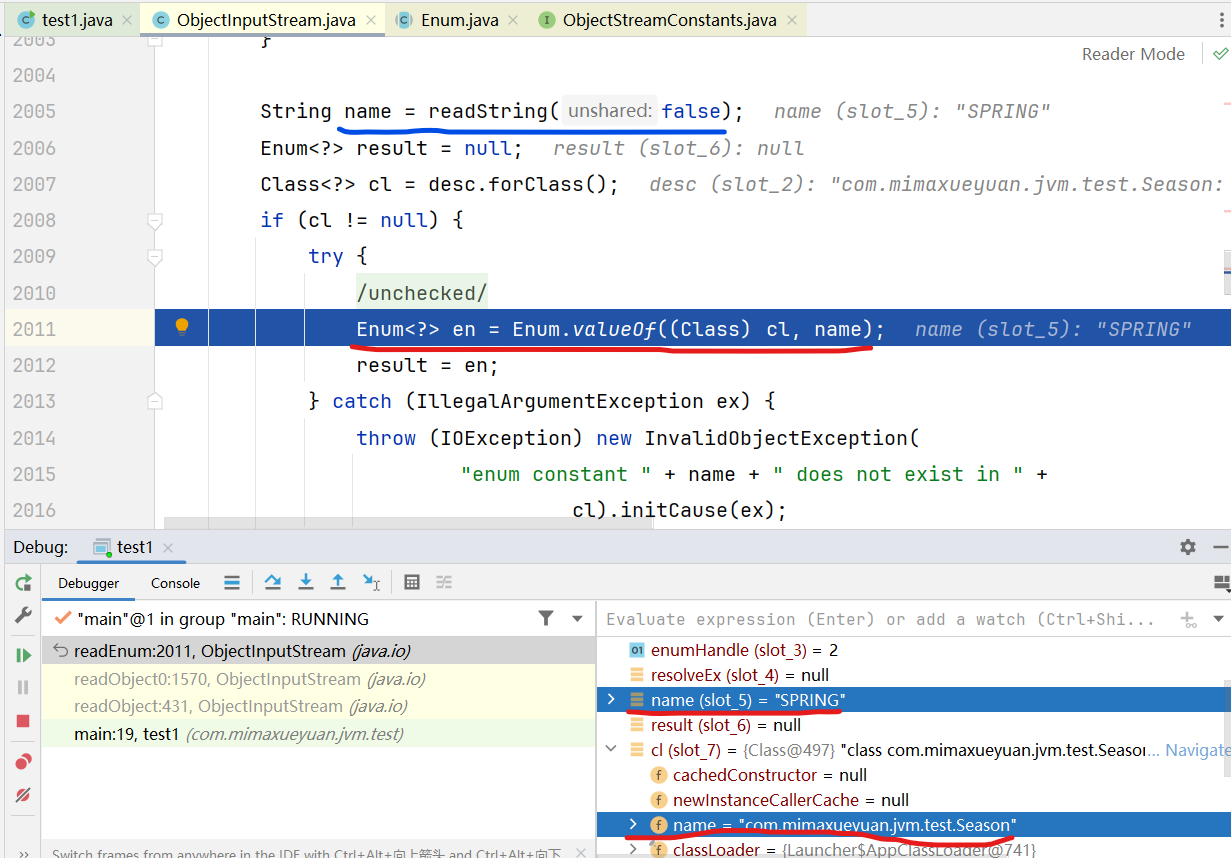 test1.java × ObjectInputStream.java × Enum.java × ObjectStreamConstants.java ×
2003 }
Reader Mode
2004
2005 String name = readString( unshared: false); name (slot_5): "SPRING"
2006 Enum<?> result = null; result (slot_6): null
2007 Class<?> cl = desc.forClass(); desc (slot_2): "com.mimaxueyuan.jvm.test.Season:
2008 if (cl != null) {
2009 try {
2010 /unchecked/
2011 Enum<?> en = Enum.valueOf((Class) cl, name); name (slot_5): "SPRING"
2012 result = en;
2013 } catch (IllegalArgumentException ex) {
2014 throw (IOException) new InvalidObjectException(
2015 "enum constant " + name + " does not exist in " +
2016 cl).initCause(ex);
Debug: test1 ×
Debugger Console
"main"@1 in group "main": RUNNING
readEnum:2011, ObjectInputStream (java.io)
readObject0:1570, ObjectInputStream (java.io)
readObject:431, ObjectInputStream (java.io)
main:19, test1 (com.mimaxueyuan.jvm.test)
Switch frames from anywhere in the IDE with Ctrl+Alt+向上箭头 and Ctrl+Alt+向下 ×
Evaluate expression (Enter) or add a watch (Ctrl+Shi...
01 enumHandle (slot_3) = 2
resolveEx (slot_4) = null
name (slot_5) = "SPRING"
result (slot_6) = null
cl (slot_7) = {Class@497} "class com.mimaxueyuan.jvm.test.Season... Navigate
f cachedConstructor = null
f newInstanceCallerCache = null
f name = "com.mimaxueyuan.jvm.test.Season"
f classLoader = {Launcher$AppClassLoader@741}